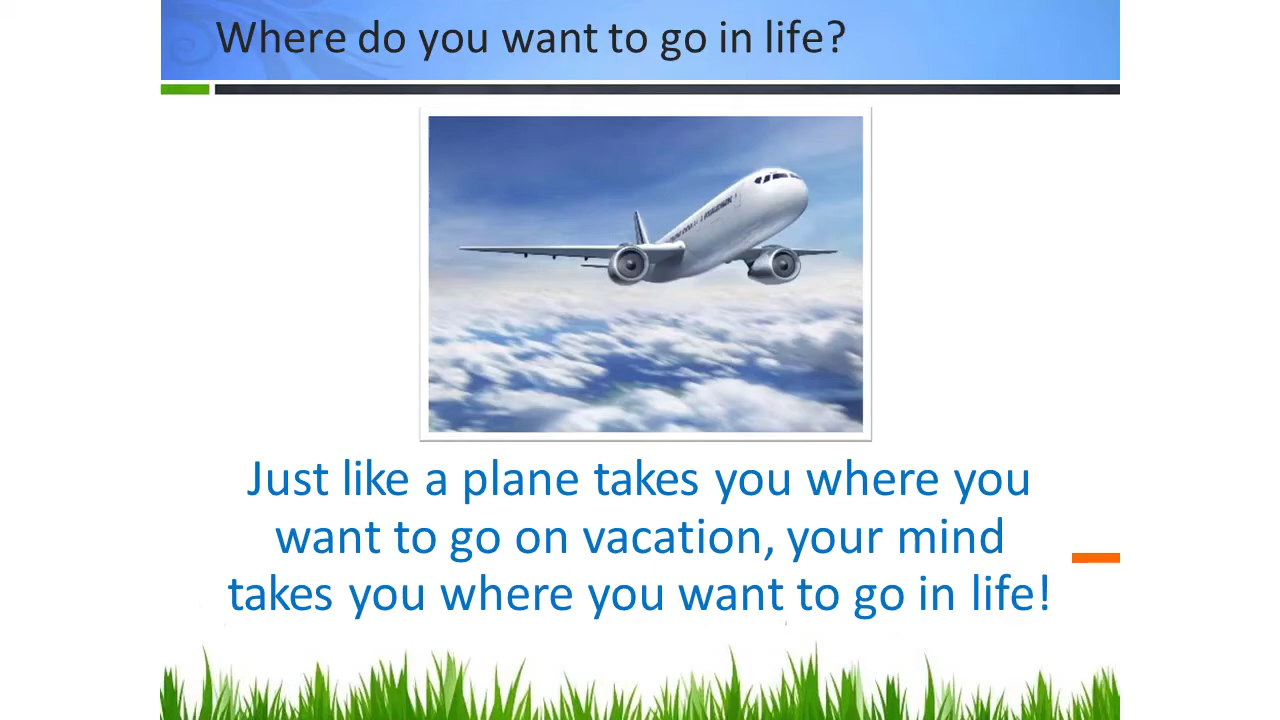 Where do you want to go in life?
Just like a plane takes you where you
want to go on vacation, your mind
takes you where you want to go in life!